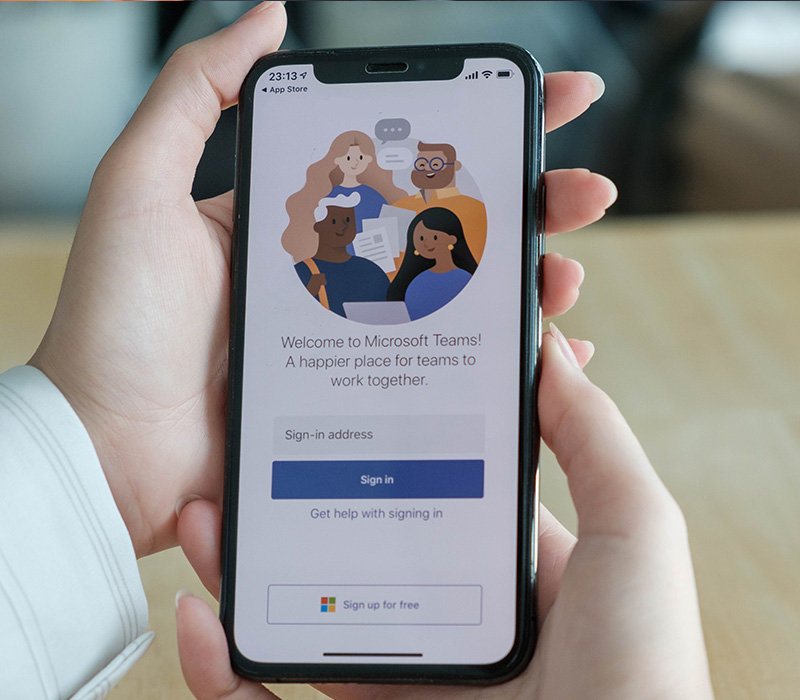 23:13
App Store
Welcome to Microsoft Teams!
A happier place for teams to
work together.
Sign-in address
Sign in
Get help with signing in
Sign up for free